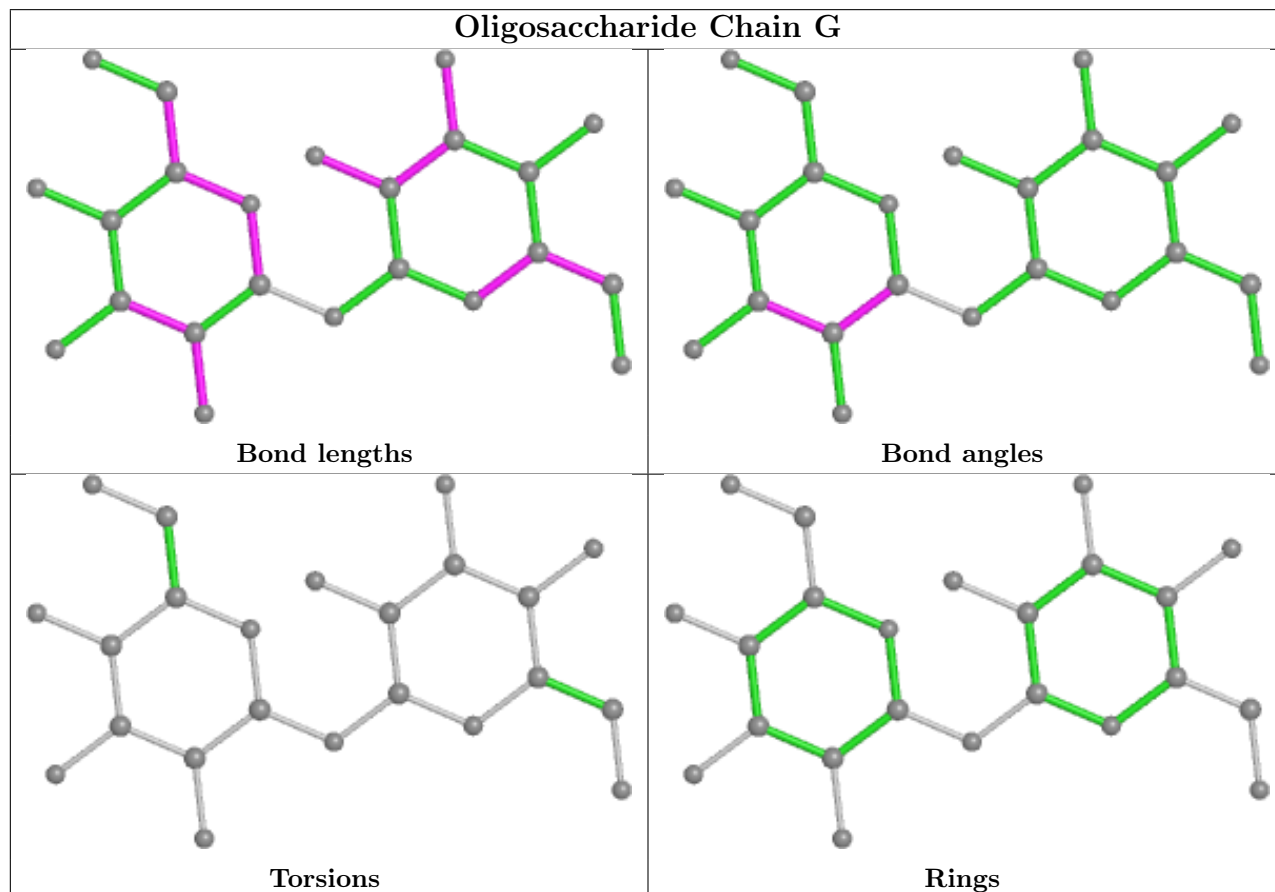 Oligosaccharide Chain G
Bond lengths
Bond angles
Torsions
Rings